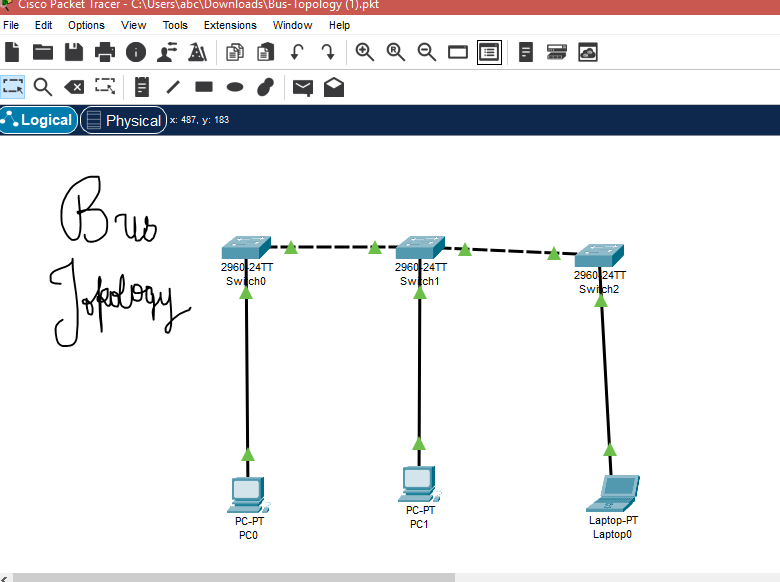 Cisco Packet Tracer - C:\Users\abc\Downloads\Bus-Topology (1).pkt
File Edit Options View Tools Extensions Window Help
Logical Physical x: 487, y: 183
Bus
Topology
2960-24TT
Switch0
2960-24TT
Switch1
2960-24TT
Switch2
PC-PT
PC0
PC-PT
PC1
Laptop-PT
Laptop0